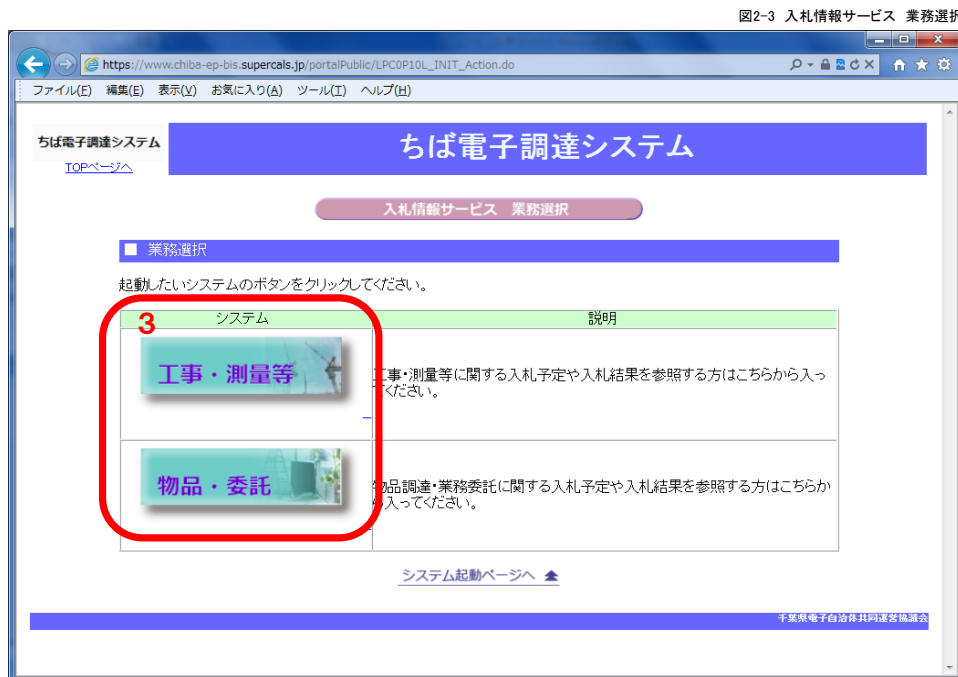 図2-3 入札情報サービス 業務選択
https://www.chiba-ep-bis.supercals.jp/portalPublic/LPC0P10L_INIT_Action.do
ファイル(F) 編集(E) 表示(V) お気に入り(A) ツール(T) ヘルプ(H)
ちば電子調達システム
TOPページへ
ちば電子調達システム
入札情報サービス 業務選択
■ 業務選択
起動したいシステムのボタンをクリックしてください。
3
システム 説明
工事・測量等
工事・測量等に関する入札予定や入札結果を参照する方はこちらから入っ
てください。
物品・委託
物品調達・業務委託に関する入札予定や入札結果を参照する方はこちらか
ら入ってください。
システム起動ページへ
千葉県電子自治体共同運営協議会